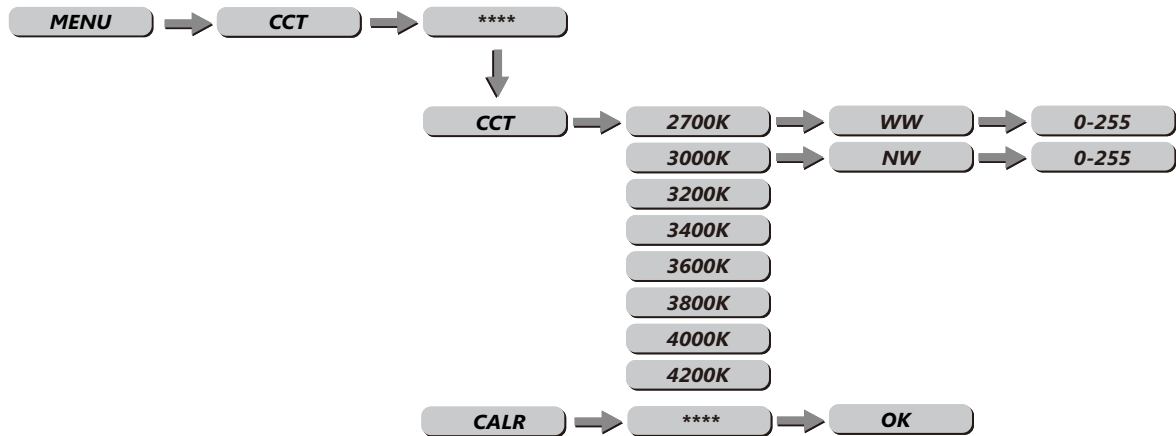 MENU CCT ****
CCT 2700K WW 0-255
3000K NW 0-255
3200K
3400K
3600K
3800K
4000K
4200K
CALR **** OK